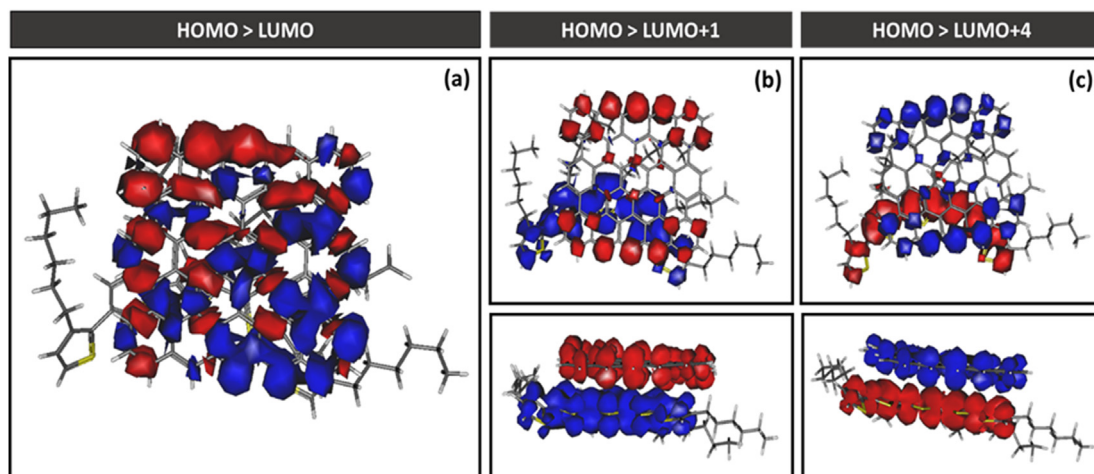 HOMO > LUMO
HOMO > LUMO+1
HOMO > LUMO+4
(a)
(b)
(c)